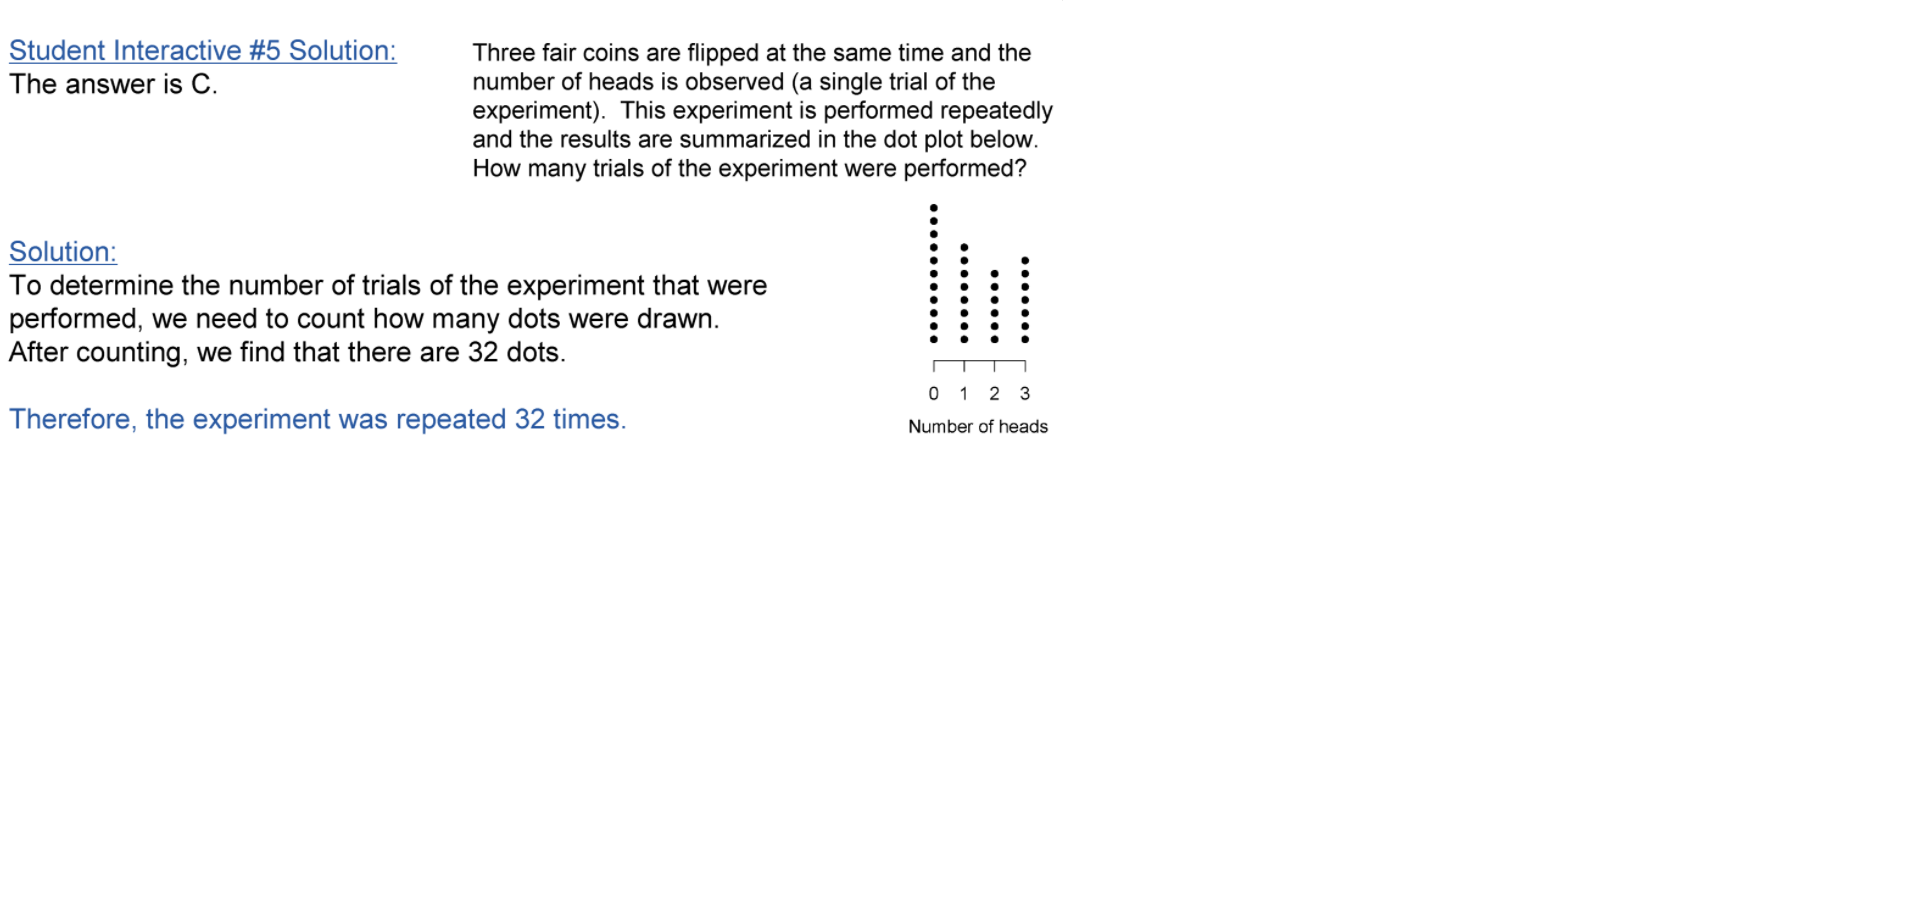 Student Interactive #5 Solution:
The answer is C.
Three fair coins are flipped at the same time and the
number of heads is observed (a single trial of the
experiment).  This experiment is performed repeatedly
and the results are summarized in the dot plot below.
How many trials of the experiment were performed?
Solution:
To determine the number of trials of the experiment that were
performed, we need to count how many dots were drawn.
After counting, we find that there are 32 dots.
Therefore, the experiment was repeated 32 times.
0 1 2 3
Number of heads